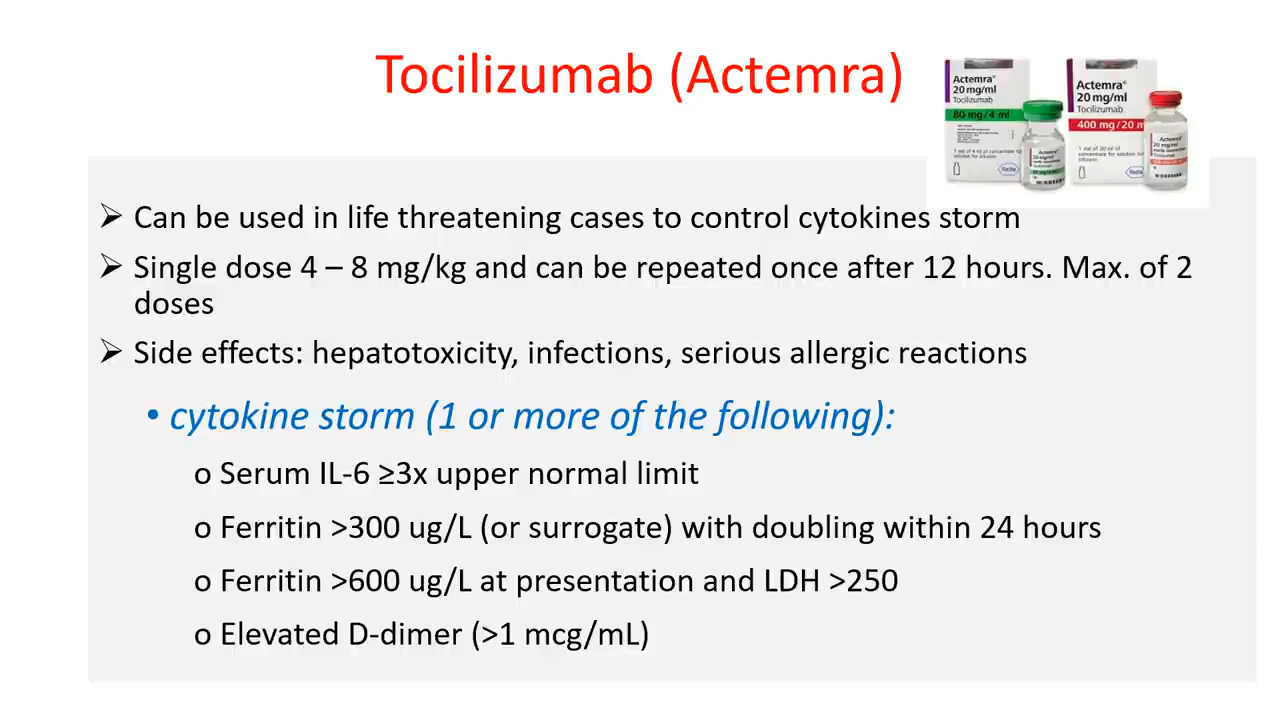 Tocilizumab (Actemra)
Actemra®
20 mg/ml
Tocilizumab
80 mg/4 ml
Actemra®
20 mg/ml
Tocilizumab
400 mg/20 m
Roche
➢ Can be used in life threatening cases to control cytokines storm
➢ Single dose 4 – 8 mg/kg and can be repeated once after 12 hours. Max. of 2
doses
➢ Side effects: hepatotoxicity, infections, serious allergic reactions
• cytokine storm (1 or more of the following):
o Serum IL-6 ≥3x upper normal limit
o Ferritin >300 ug/L (or surrogate) with doubling within 24 hours
o Ferritin >600 ug/L at presentation and LDH >250
o Elevated D-dimer (>1 mcg/mL)